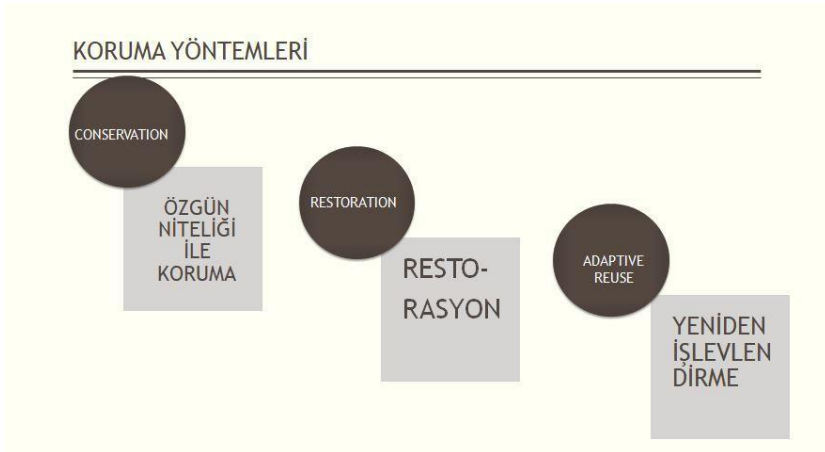 KORUMA YÖNTEMLERİ
CONSERVATION
ÖZGÜN
NİTELİĞİ
İLE
KORUMA
RESTORATION
RESTO-
RASYON
ADAPTIVE
REUSE
YENİDEN
İŞLEVLEN
DİRME